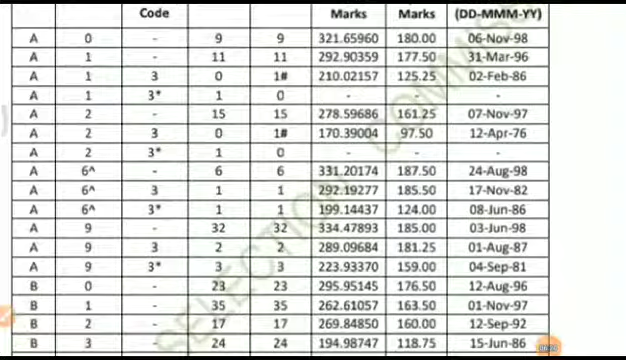 Code Marks Marks (DD-MMM-YY)
A 0 - 9 9 321.65960 180.00 06-Nov-98
A 1 - 11 11 292.90359 177.50 31-Mar-96
A 1 3 0 1# 210.02157 125.25 02-Feb-86
A 1 3* 1 0 - - -
A 2 - 15 15 278.59686 161.25 07-Nov-97
A 2 3 0 1# 170.39004 97.50 12-Apr-76
A 2 3* 1 0 - - -
A 6^ - 6 6 331.20174 187.50 24-Aug-98
A 6^ 3 1 1 292.19277 185.50 17-Nov-82
A 6^ 3* 1 1 199.14437 124.00 08-Jun-86
A 9 - 32 32 334.47893 185.00 03-Jun-98
A 9 3 2 2 289.09684 181.25 01-Aug-87
A 9 3* 3 3 223.93370 159.00 04-Sep-81
B 0 - 23 23 295.95145 176.50 12-Aug-96
B 1 - 35 35 262.61057 163.50 01-Nov-97
B 2 - 17 17 269.84850 160.00 12-Sep-92
B 3 - 24 24 194.98747 118.75 15-Jun-86
SELECTION